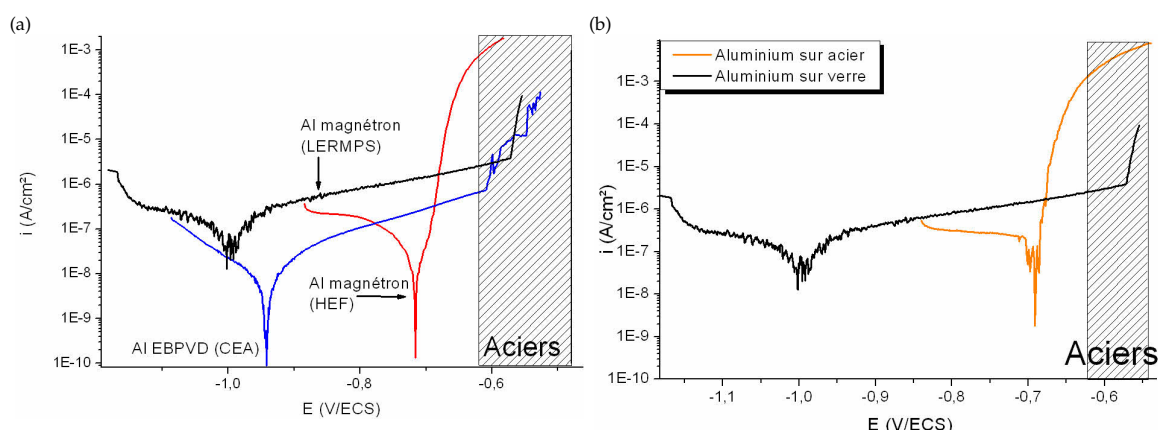 (a)
1E-3
1E-4
1E-5
1E-6
1E-7
1E-8
1E-9
1E-10
i (A/cm²)
Al magnétron
(LERMPS)
Al magnétron
(HEF)
Al EBPVD (CEA)
Aciers
-1,0
-0,8
-0,6
E (V/ECS)
(b)
Aluminium sur acier
Aluminium sur verre
1E-3
1E-4
1E-5
1E-6
1E-7
1E-8
1E-9
1E-10
i (A/cm²)
Aciers
-1,1
-1,0
-0,9
-0,8
-0,7
-0,6
E (V/ECS)